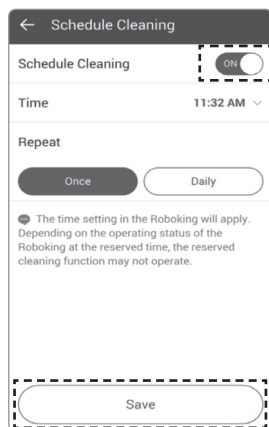 Schedule Cleaning
Schedule Cleaning ON
Time 11:32 AM
Repeat
Once Daily
The time setting in the Roboking will apply.
Depending on the operating status of the
Roboking at the reserved time, the reserved
cleaning function may not operate.
Save